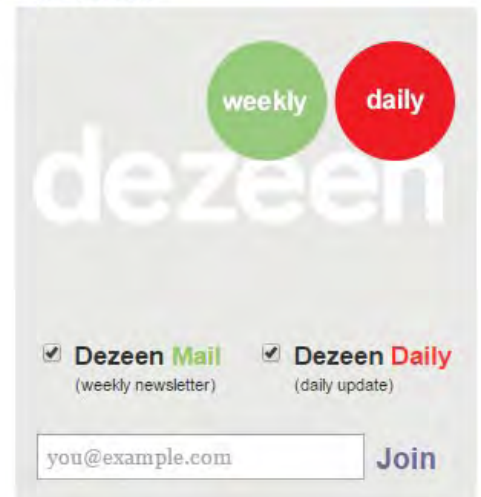 weekly daily
dezeen
Dezeen Mail Dezeen Daily
(weekly newsletter) (daily update)
you@example.com Join